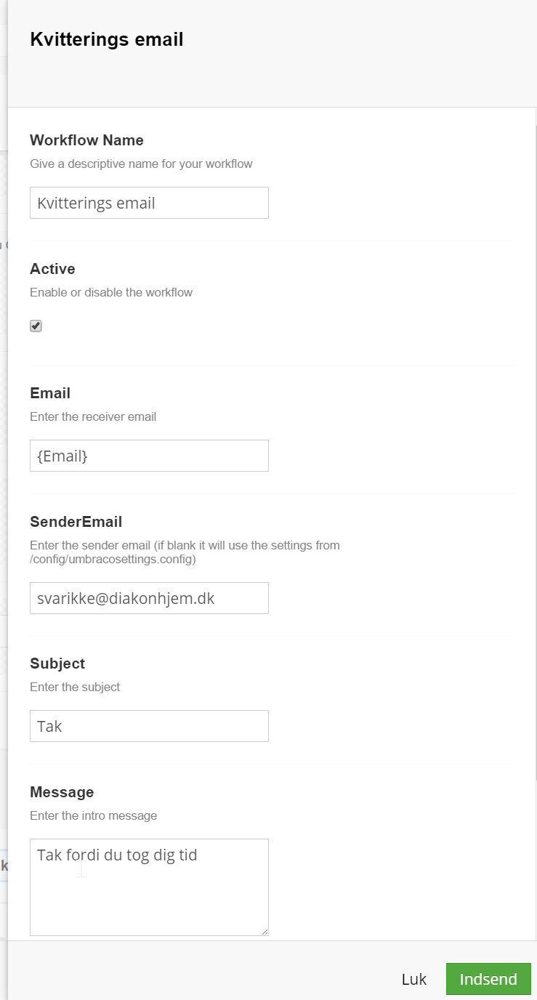 Kvitterings email
Workflow Name
Give a descriptive name for your workflow
Kvitterings email
Active
Enable or disable the workflow
Email
Enter the receiver email
{Email}
SenderEmail
Enter the sender email (if blank it will use the settings from
/config/umbracosettings.config)
svarikke@diakonhjem.dk
Subject
Enter the subject
Tak
Message
Enter the intro message
Tak fordi du tog dig tid
k
Luk
Indsend